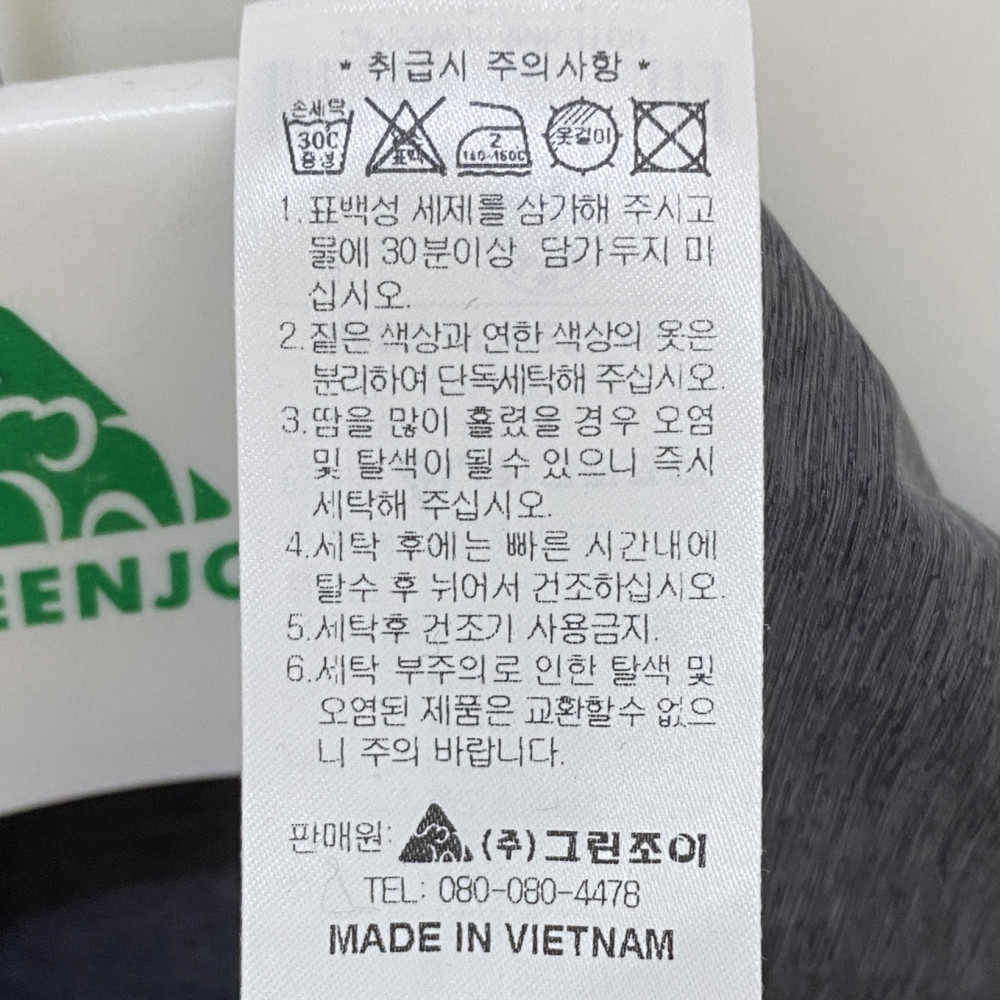 * 취급시 주의사항 *
손세탁 30C 중성
표백
2 140~160C
옷걸이
1. 표백성 세제를 삼가해 주시고
물에 30분이상 담가두지 마
십시오.
2. 짙은 색상과 연한 색상의 옷은
분리하여 단독세탁해 주십시오.
3. 땀을 많이 흘렸을 경우 오염
및 탈색이 될수 있으니 즉시
세탁해 주십시오.
4. 세탁 후에는 빠른 시간내에
탈수 후 뉘어서 건조하십시오.
5. 세탁후 건조기 사용금지.
6. 세탁 부주의로 인한 탈색 및
오염된 제품은 교환할수 없으
니 주의 바랍니다.
판매원: (주)그린조이
TEL: 080-080-4478
MADE IN VIETNAM
EENJO